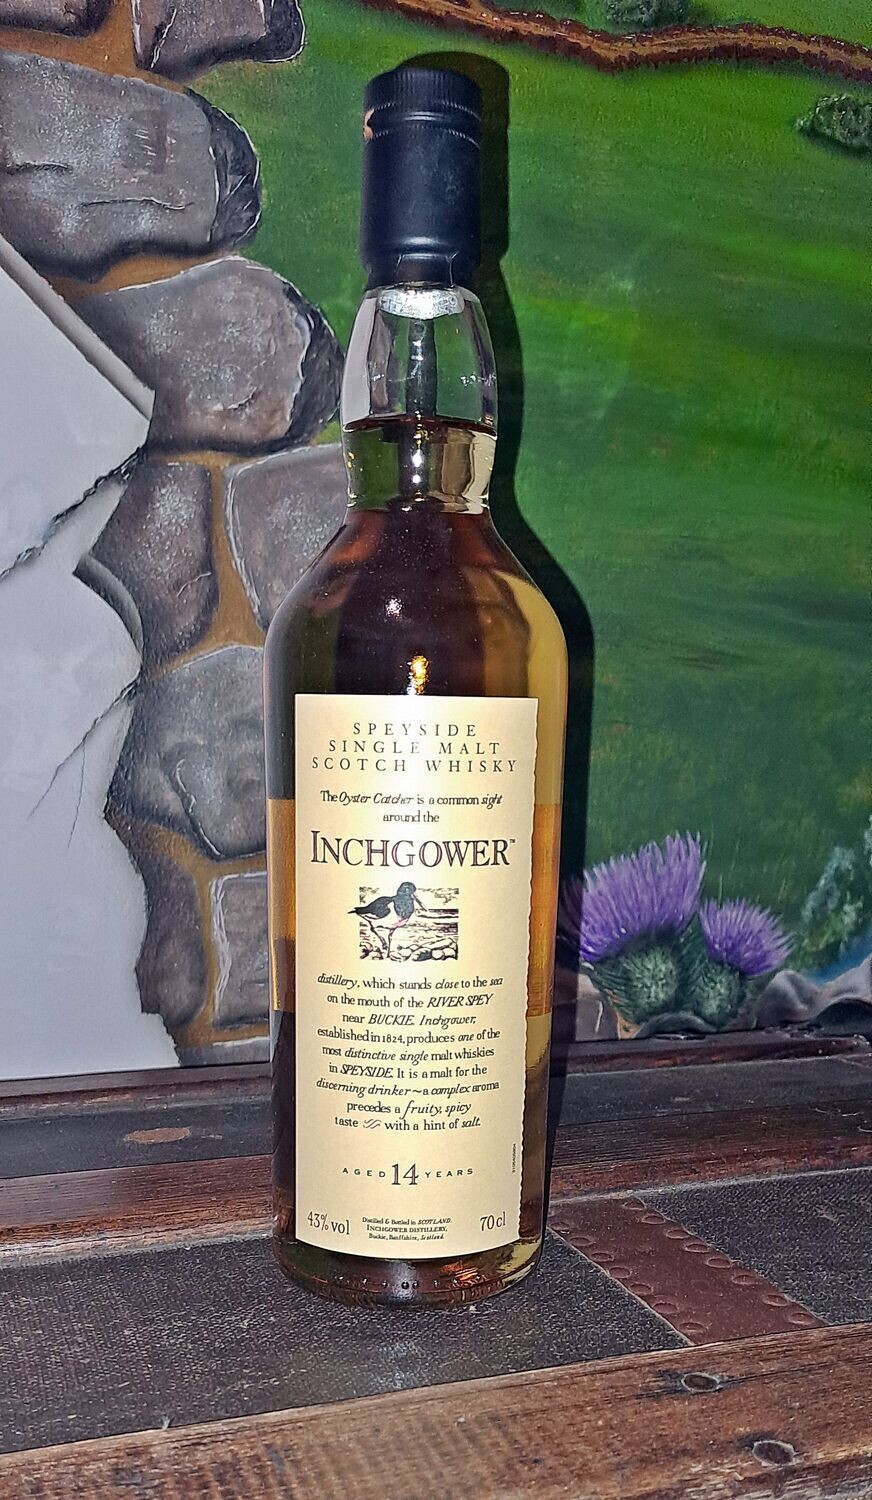 SPEYSIDE
SINGLE MALT
SCOTCH WHISKY
The Oyster Catcher is a common sight
around the
INCHGOWER™
distillery, which stands close to the sea
on the mouth of the RIVER SPEY
near BUCKIE. Inchgower,
established in 1824, produces one of the
most distinctive single malt whiskies
in SPEYSIDE. It is a malt for the
discerning drinker ~ a complex aroma
precedes a fruity, spicy
taste with a hint of salt.
AGED 14 YEARS
43% vol
Distilled & Bottled in SCOTLAND.
INCHGOWER DISTILLERY,
Buckie, Banffshire, Scotland.
70cl